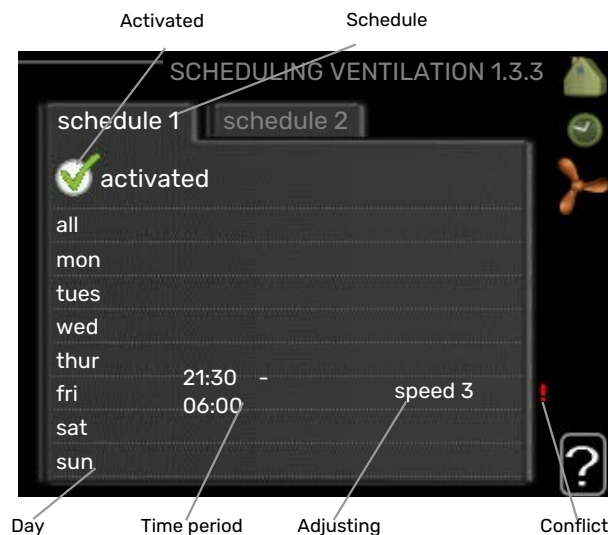 Activated Schedule
SCHEDULING VENTILATION 1.3.3
schedule 1 schedule 2
activated
all
mon
tues
wed
thur
fri 21:30 - 06:00 speed 3 !
sat
sun
?
Day Time period Adjusting Conflict